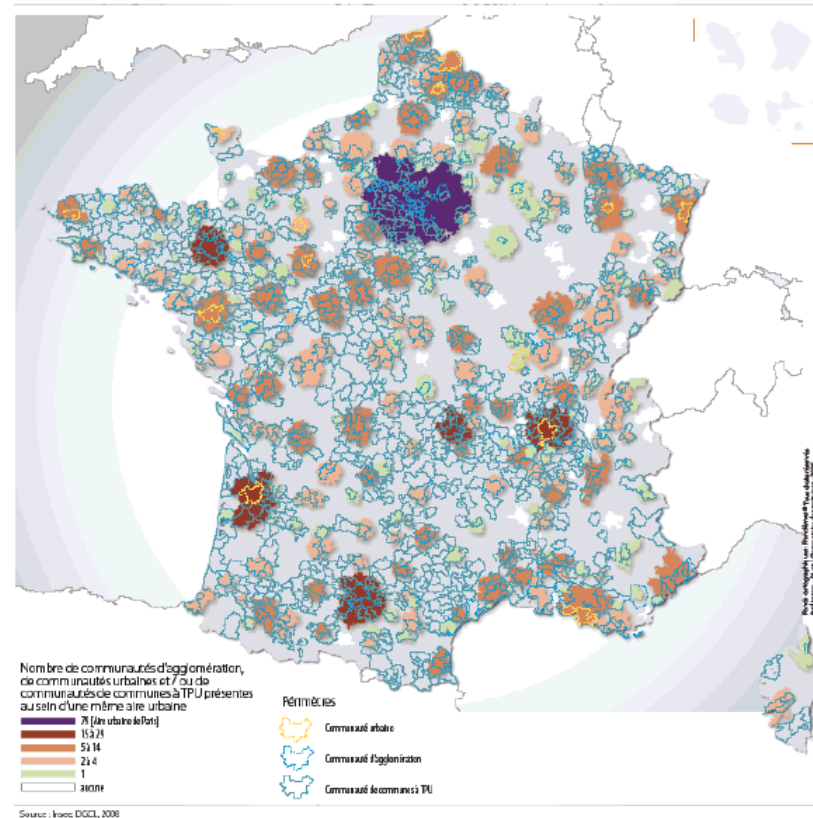 Nombre de communautés d'agglomération,
de communautés urbaines et / ou de
communautés de communes à TPU présentes
au sein d'une même aire urbaine
78 (Aire urbaine de Paris)
15 à 29
5 à 14
2 à 4
1
aucune
Périmètres
Communauté urbaine
Communauté d'agglomération
Communauté de communes à TPU
Source : Insee, DGCL, 2008